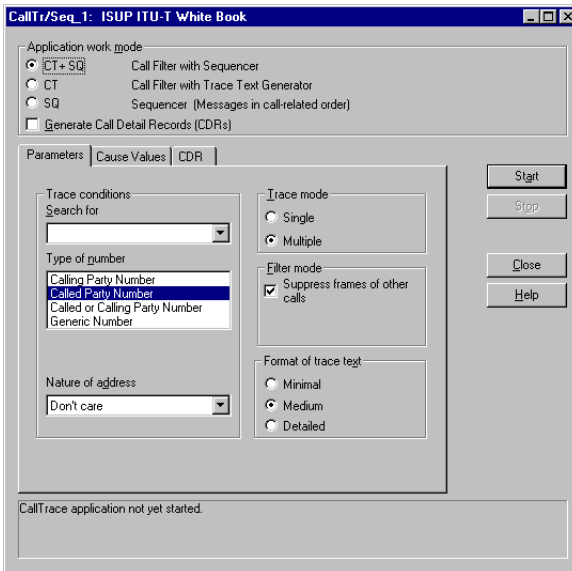 CallTr/Seq_1: ISUP ITU-T White Book
Application work mode
CT+ SQ Call Filter with Sequencer
CT Call Filter with Trace Text Generator
SQ Sequencer (Messages in call-related order)
Generate Call Detail Records (CDRs)
Parameters Cause Values CDR
Trace conditions
Search for
Type of number
Calling Party Number
Called Party Number
Called or Calling Party Number
Generic Number
Nature of address
Don't care
Trace mode
Single
Multiple
Filter mode
Suppress frames of other
calls
Format of trace text
Minimal
Medium
Detailed
Start
Stop
Close
Help
CallTrace application not yet started.